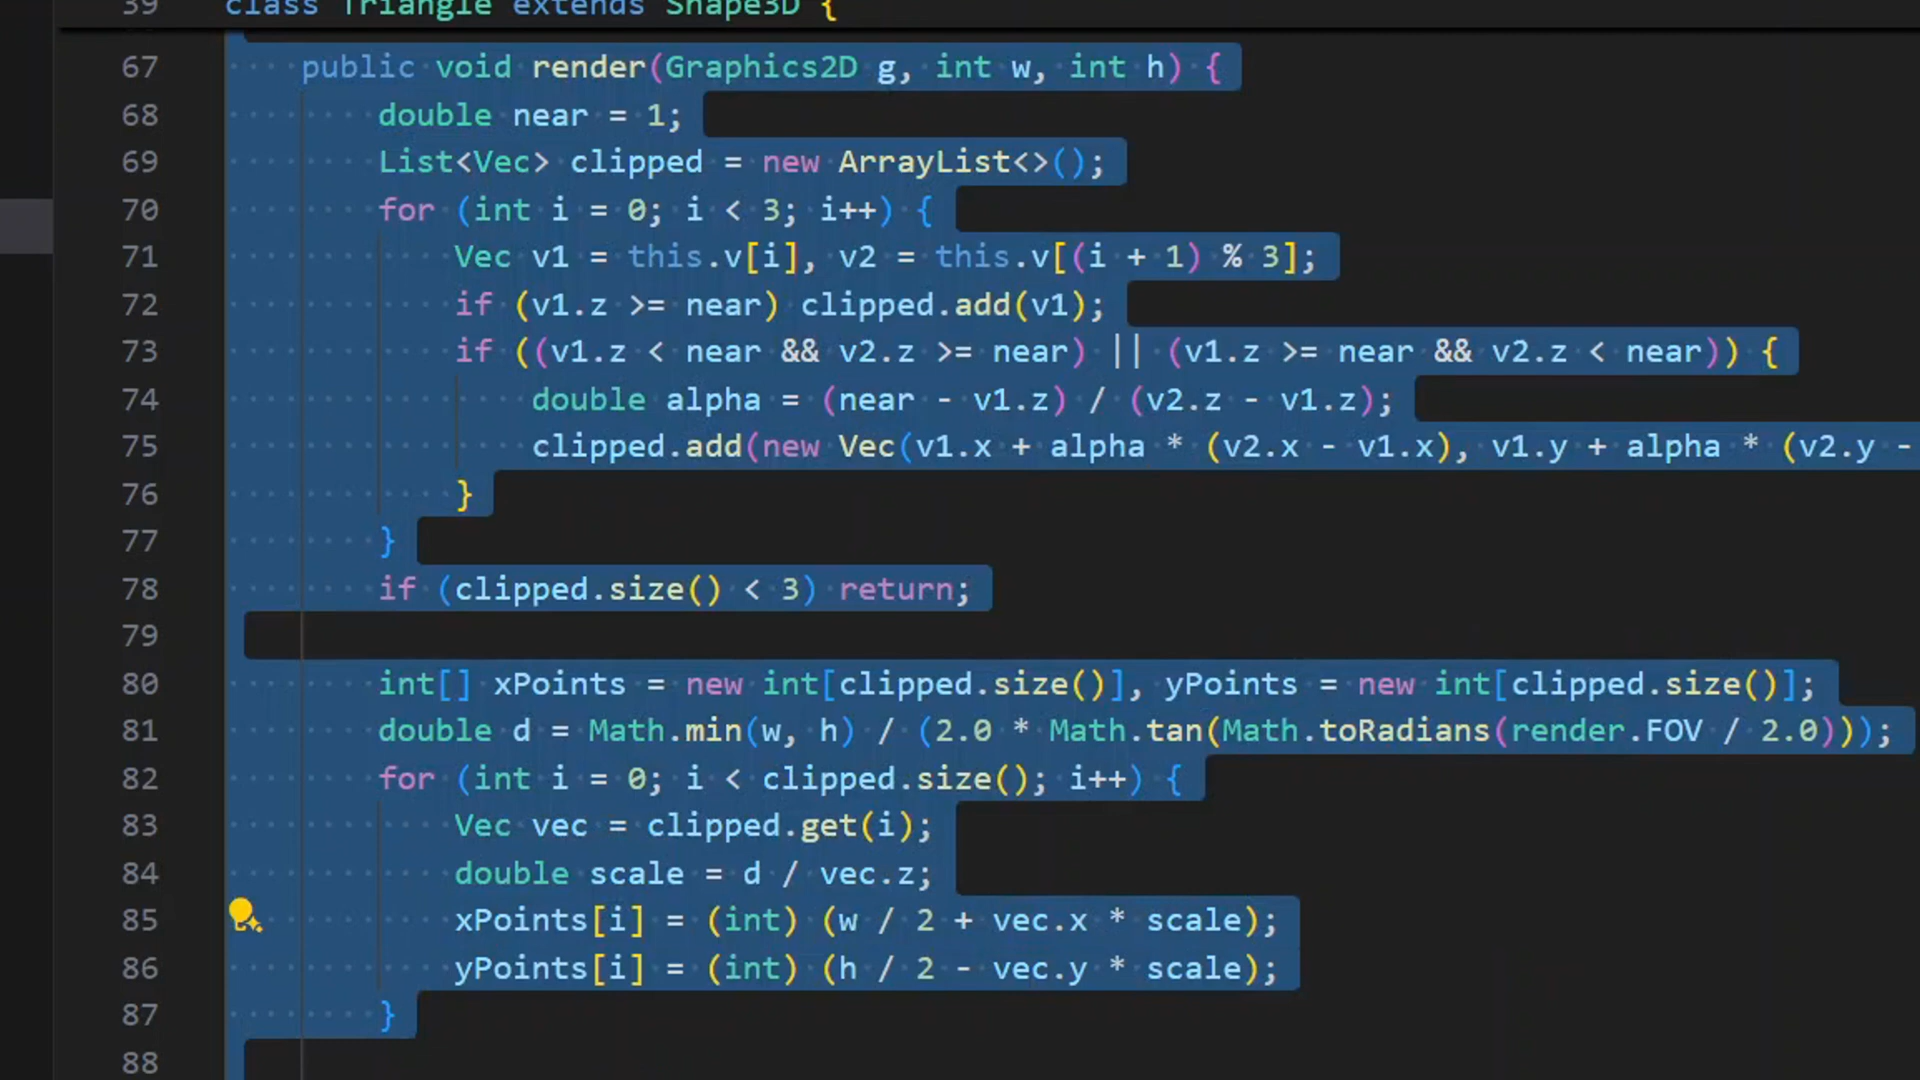 39 class Triangle extends Shape3D {
67 public void render(Graphics2D g, int w, int h) {
68 double near = 1;
69 List<Vec> clipped = new ArrayList<>();
70 for (int i = 0; i < 3; i++) {
71 Vec v1 = this.v[i], v2 = this.v[(i + 1) % 3];
72 if (v1.z >= near) clipped.add(v1);
73 if ((v1.z < near && v2.z >= near) || (v1.z >= near && v2.z < near)) {
74 double alpha = (near - v1.z) / (v2.z - v1.z);
75 clipped.add(new Vec(v1.x + alpha * (v2.x - v1.x), v1.y + alpha * (v2.y -
76 }
77 }
78 if (clipped.size() < 3) return;
79
80 int[] xPoints = new int[clipped.size()], yPoints = new int[clipped.size()];
81 double d = Math.min(w, h) / (2.0 * Math.tan(Math.toRadians(render.FOV / 2.0)));
82 for (int i = 0; i < clipped.size(); i++) {
83 Vec vec = clipped.get(i);
84 double scale = d / vec.z;
85 xPoints[i] = (int) (w / 2 + vec.x * scale);
86 yPoints[i] = (int) (h / 2 - vec.y * scale);
87 }
88